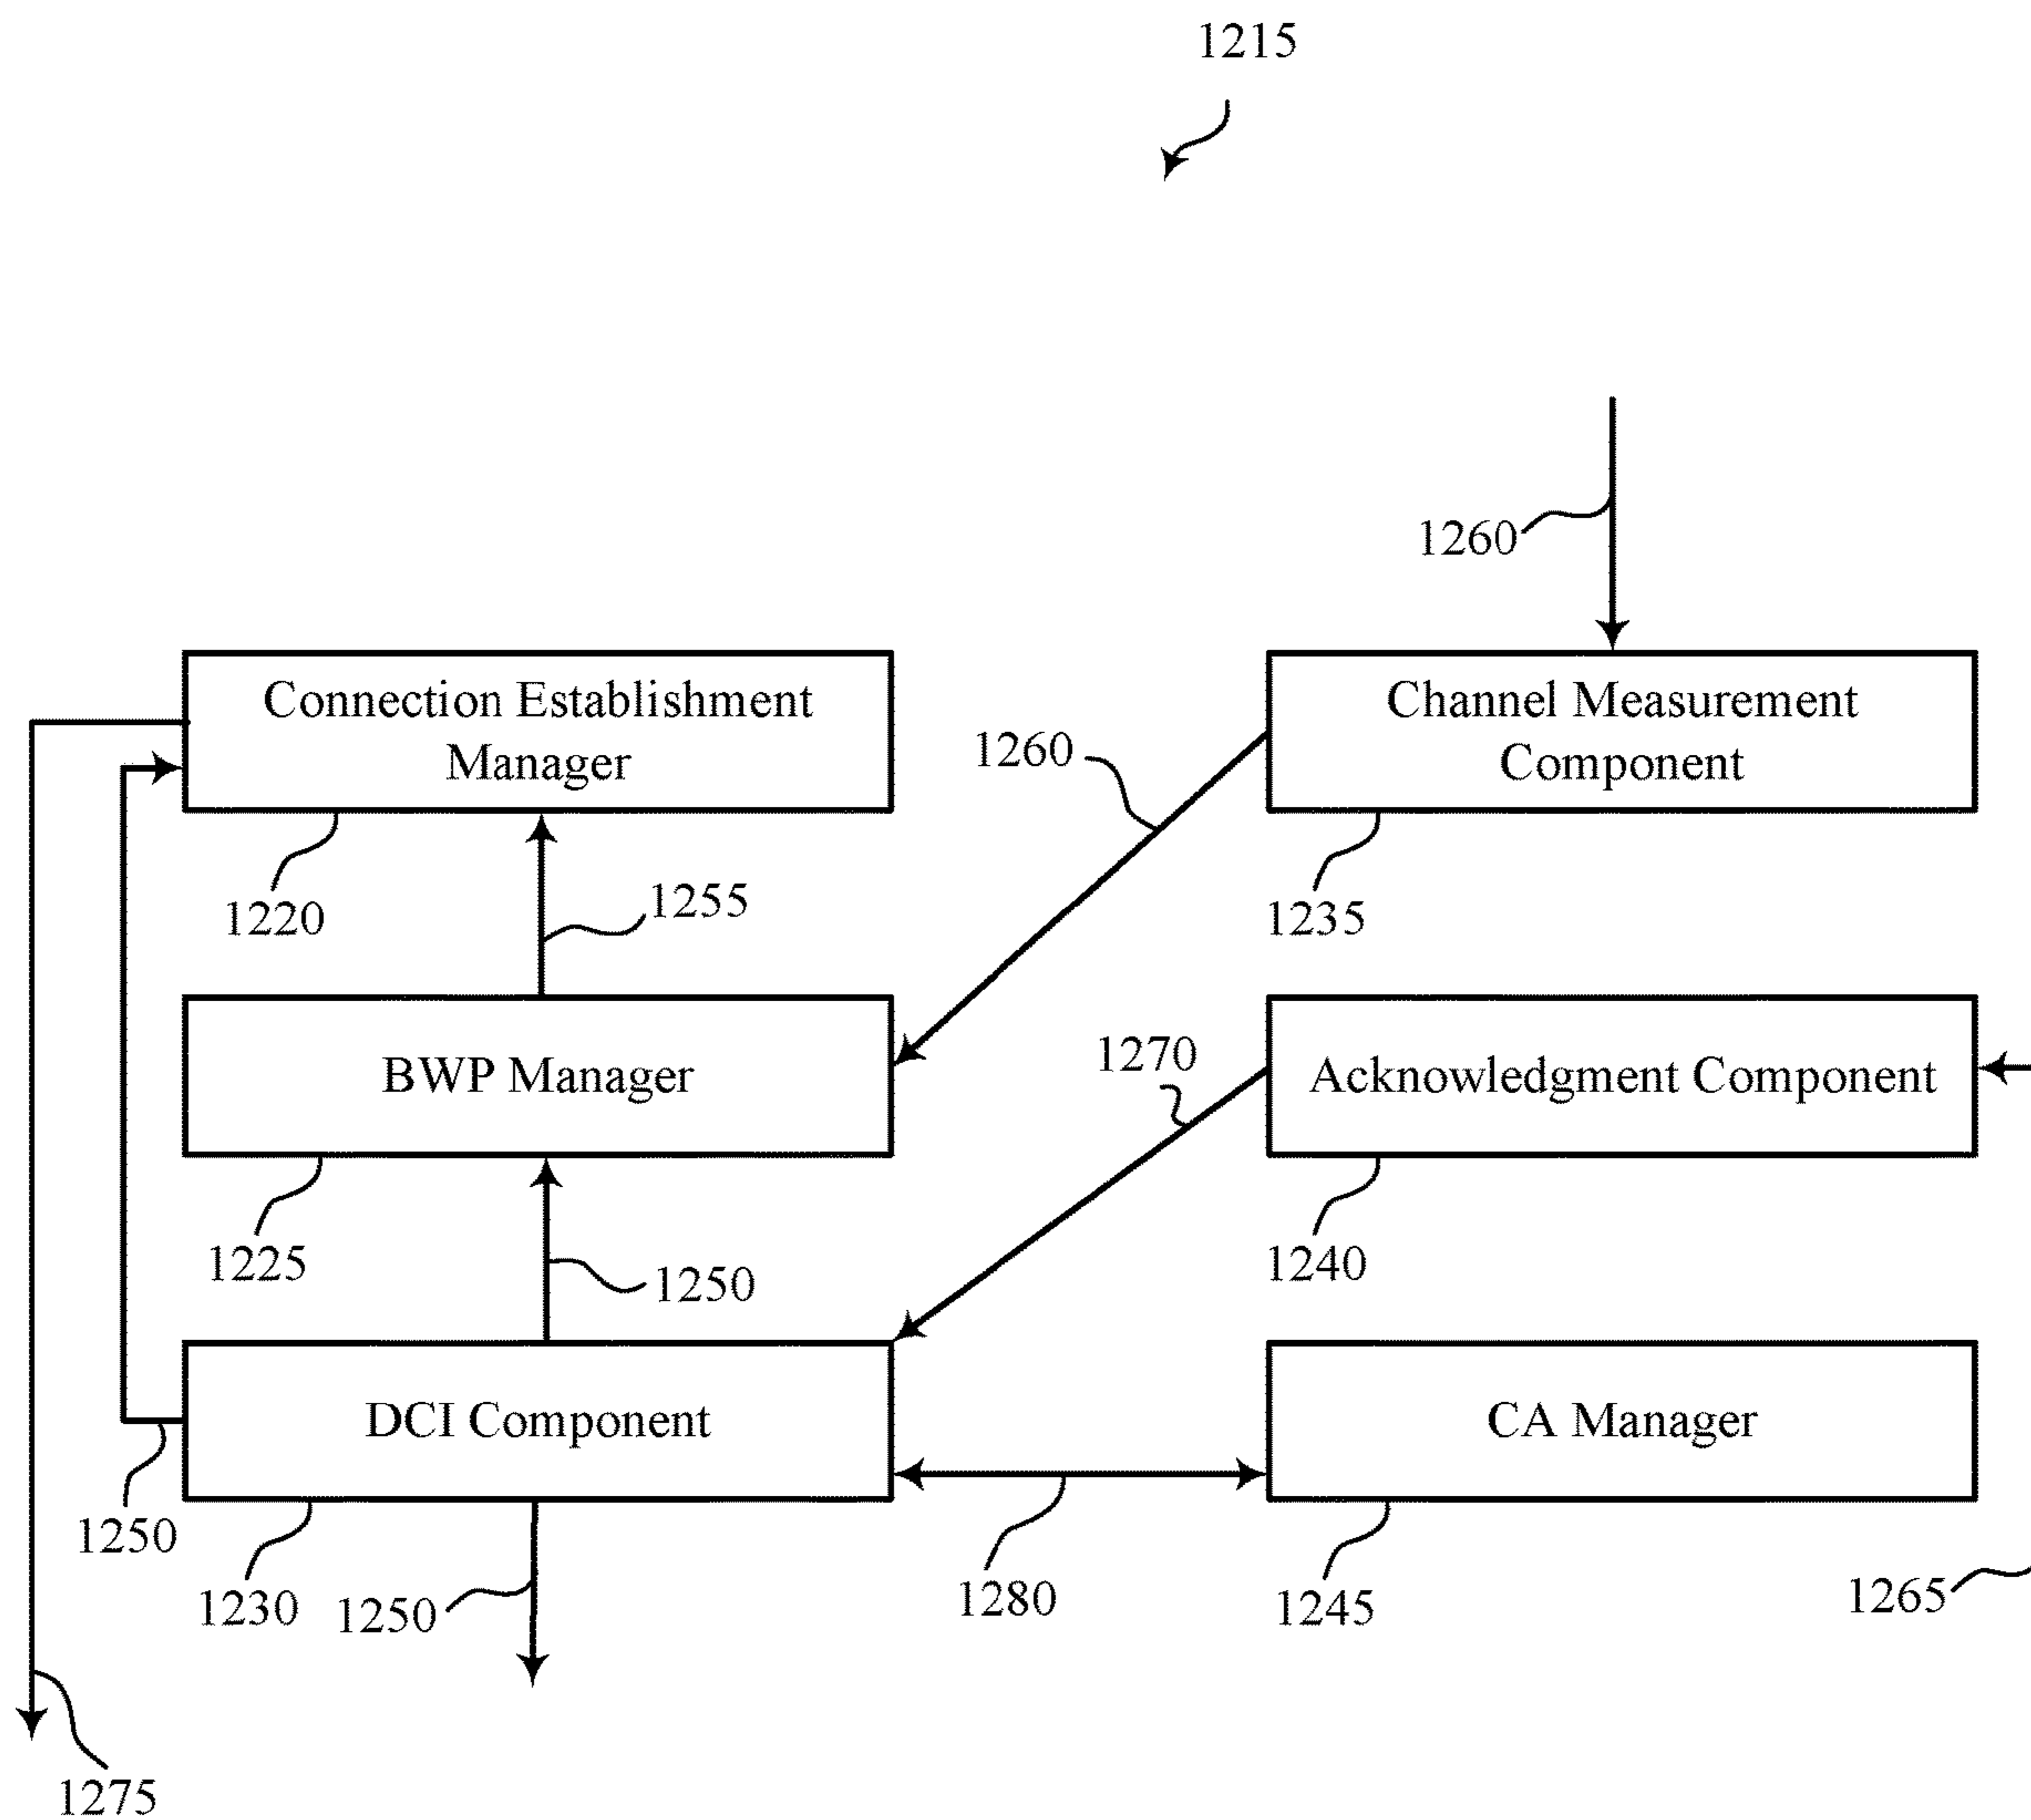 1215
1260
Connection Establishment
Manager
Channel Measurement
Component
1260
1220
1255
1235
BWP Manager
1270
Acknowledgment Component
1225
1250
1240
DCI Component
CA Manager
1250
1230
1250
1280
1245
1265
1275